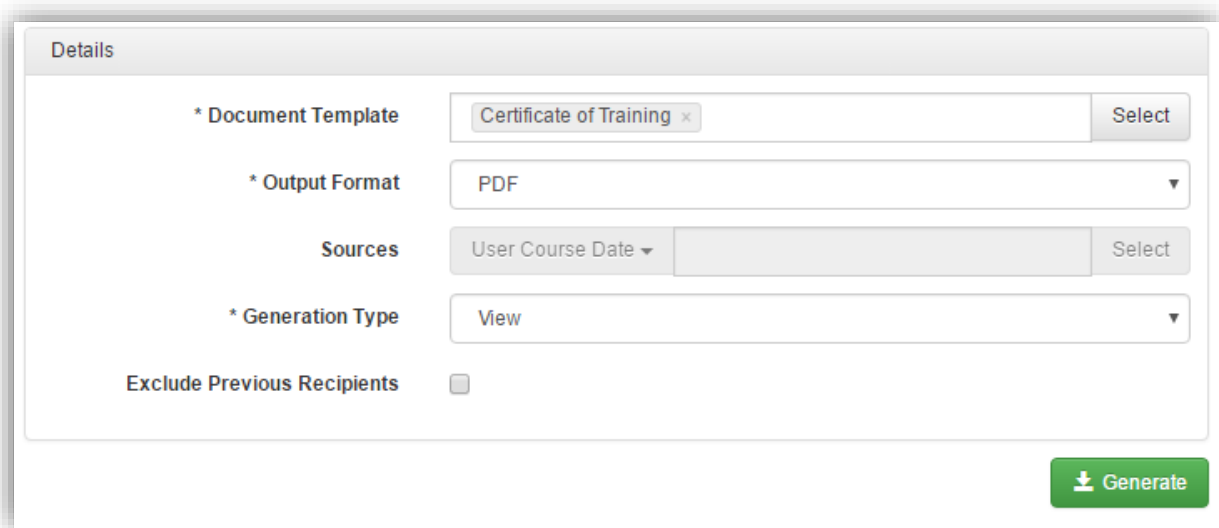 Details
* Document Template Certificate of Training × Select
* Output Format PDF
Sources User Course Date Select
* Generation Type View
Exclude Previous Recipients
Generate